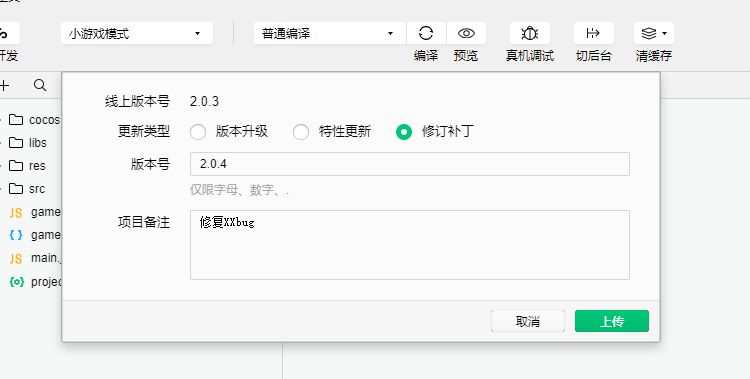 小游戏模式
普通编译
开发
编译
预览
真机调试
切后台
清缓存
线上版本号 2.0.3
更新类型 版本升级 特性更新 修订补丁
版本号 2.0.4
仅限字母、数字、.
项目备注 修复XXbug
取消 上传
cocos
libs
res
src
JS game
{ } game
JS main.
{o} projec